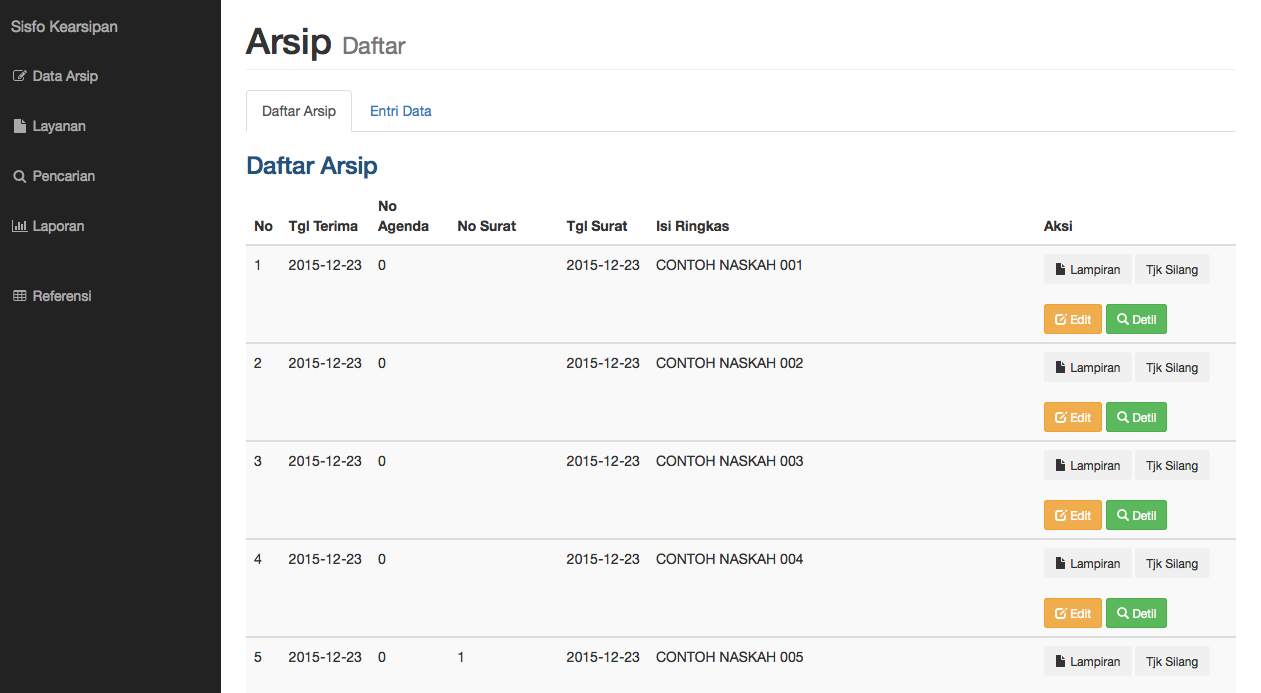 Sisfo Kearsipan
Data Arsip
Layanan
Pencarian
Laporan
Referensi
Arsip Daftar
Daftar Arsip Entri Data
Daftar Arsip
No Tgl Terima No Agenda No Surat Tgl Surat Isi Ringkas Aksi
1 2015-12-23 0 2015-12-23 CONTOH NASKAH 001 Lampiran Tjk Silang
Edit Detil
2 2015-12-23 0 2015-12-23 CONTOH NASKAH 002 Lampiran Tjk Silang
Edit Detil
3 2015-12-23 0 2015-12-23 CONTOH NASKAH 003 Lampiran Tjk Silang
Edit Detil
4 2015-12-23 0 2015-12-23 CONTOH NASKAH 004 Lampiran Tjk Silang
Edit Detil
5 2015-12-23 0 1 2015-12-23 CONTOH NASKAH 005 Lampiran Tjk Silang